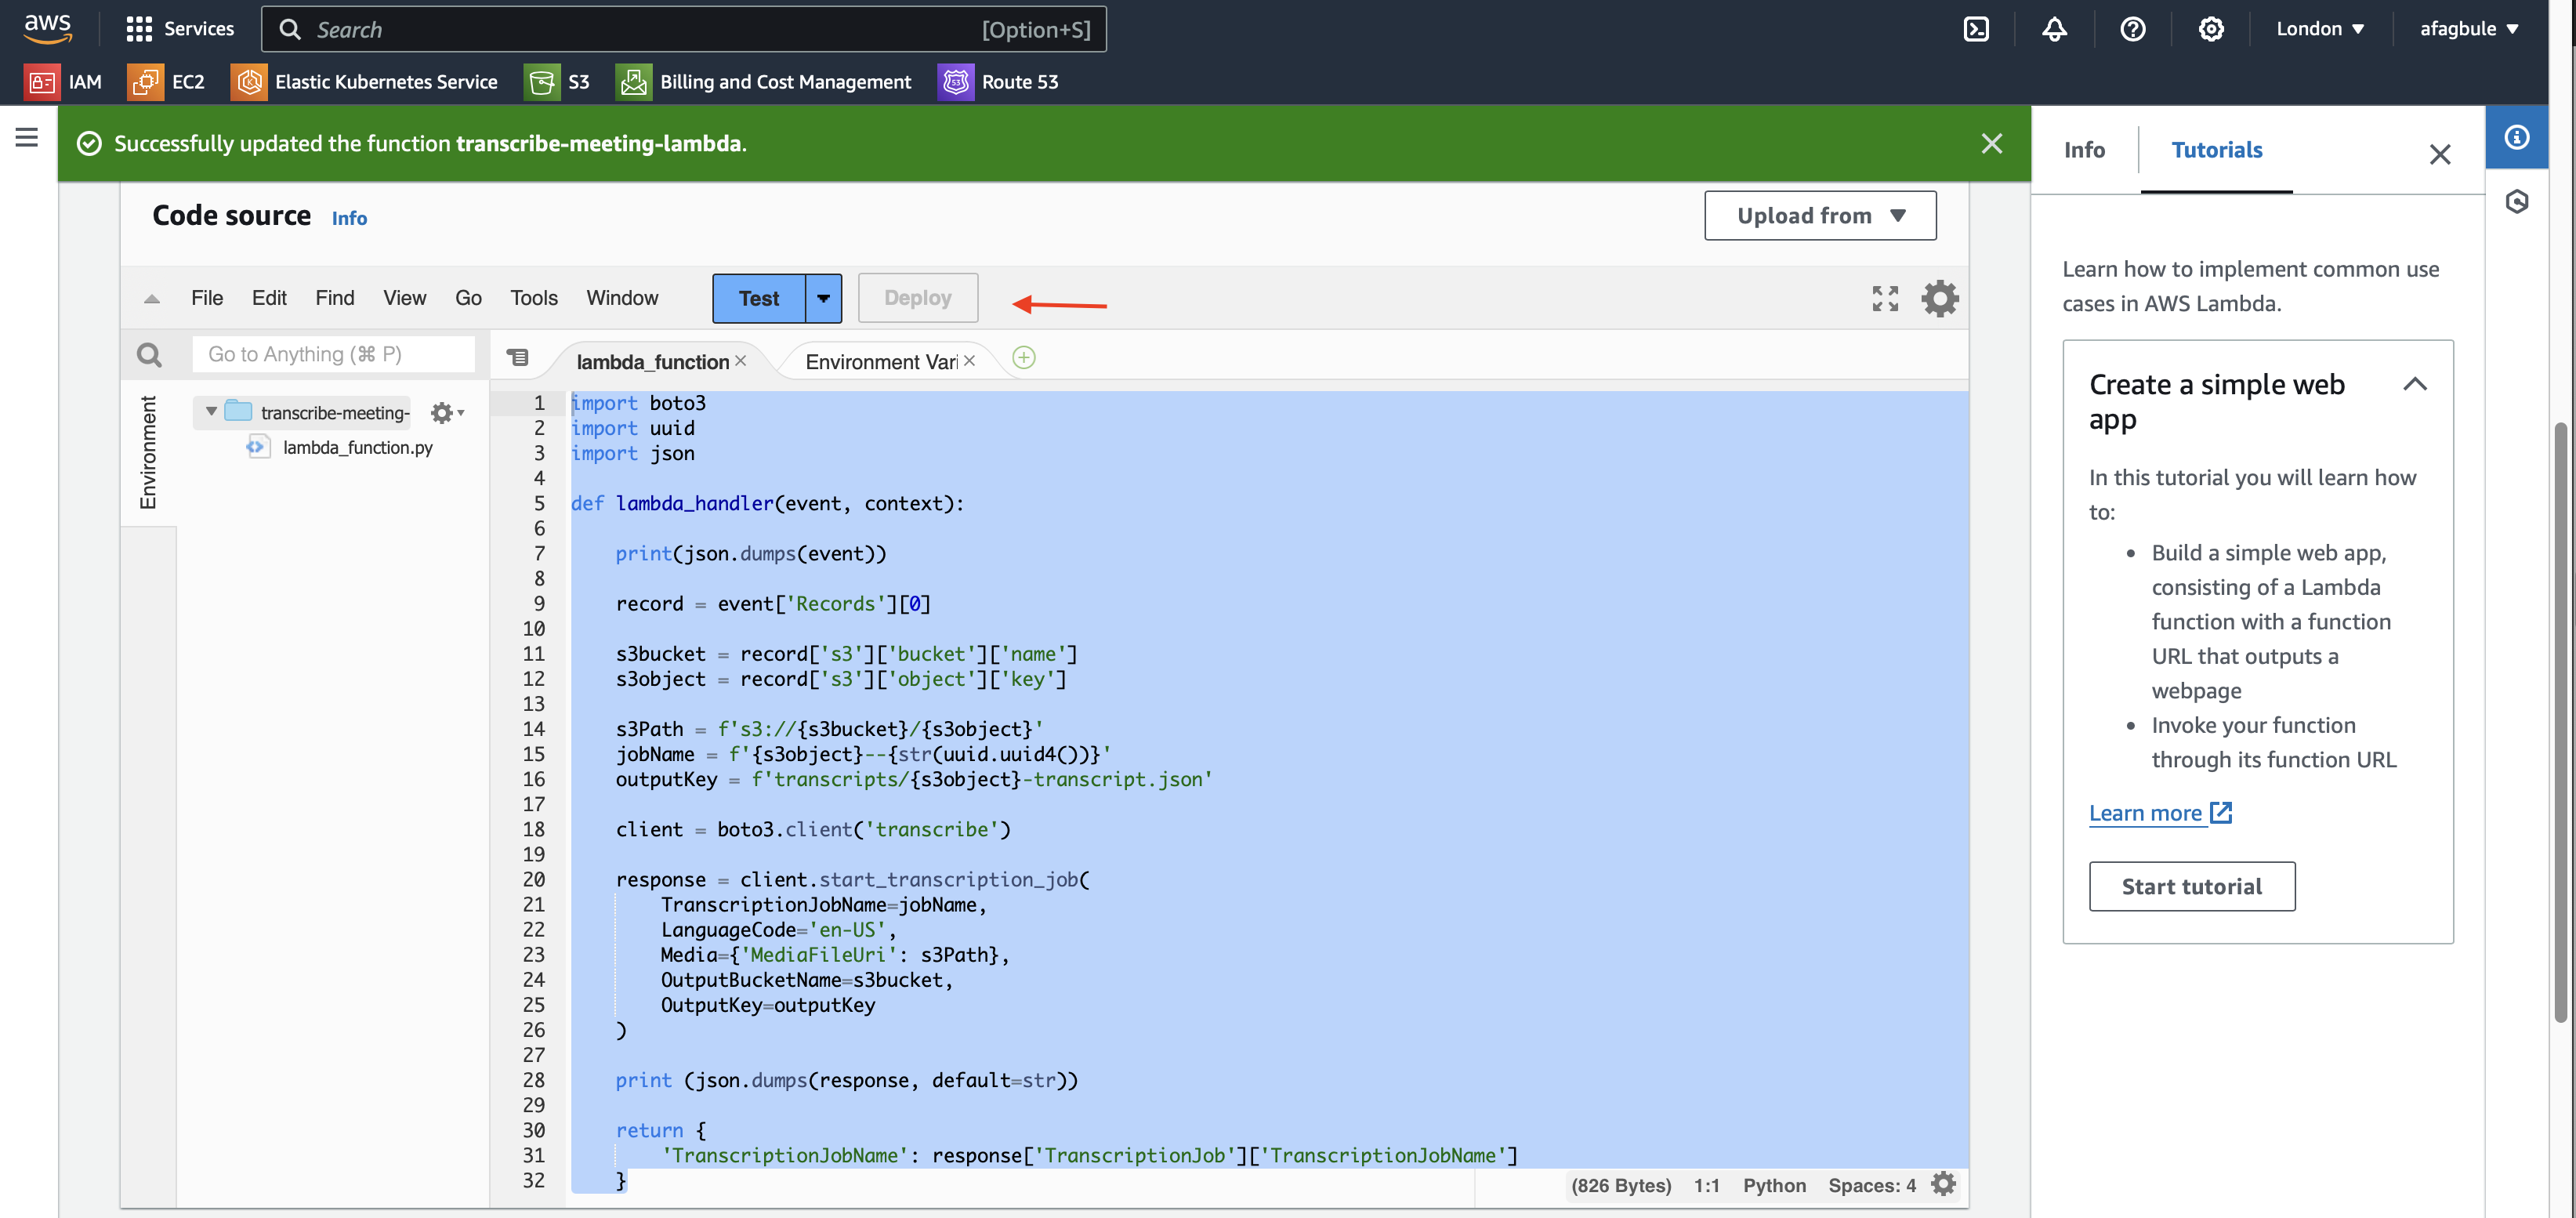 aws
Services
Search
[Option+S]
London ▼
afagbule ▼
IAM
EC2
Elastic Kubernetes Service
S3
Billing and Cost Management
53
Route 53
Successfully updated the function transcribe-meeting-lambda.
Code source Info
Upload from ▼
File Edit Find View Go Tools Window
Test
Deploy
Go to Anything (⌘ P)
lambda_function ×
Environment Vari ×
Environment
transcribe-meeting-
lambda_function.py
1 import boto3
2 import uuid
3 import json
4
5 def lambda_handler(event, context):
6
7     print(json.dumps(event))
8
9     record = event['Records'][0]
10
11     s3bucket = record['s3']['bucket']['name']
12     s3object = record['s3']['object']['key']
13
14     s3Path = f's3://{s3bucket}/{s3object}'
15     jobName = f'{s3object}--{str(uuid.uuid4())}'
16     outputKey = f'transcripts/{s3object}-transcript.json'
17
18     client = boto3.client('transcribe')
19
20     response = client.start_transcription_job(
21         TranscriptionJobName=jobName,
22         LanguageCode='en-US',
23         Media={'MediaFileUri': s3Path},
24         OutputBucketName=s3bucket,
25         OutputKey=outputKey
26     )
27
28     print (json.dumps(response, default=str))
29
30     return {
31         'TranscriptionJobName': response['TranscriptionJob']['TranscriptionJobName']
32     }
(826 Bytes) 1:1 Python Spaces: 4
Info
Tutorials
Learn how to implement common use
cases in AWS Lambda.
Create a simple web
app
In this tutorial you will learn how
to:
• Build a simple web app,
consisting of a Lambda
function with a function
URL that outputs a
webpage
• Invoke your function
through its function URL
Learn more
Start tutorial